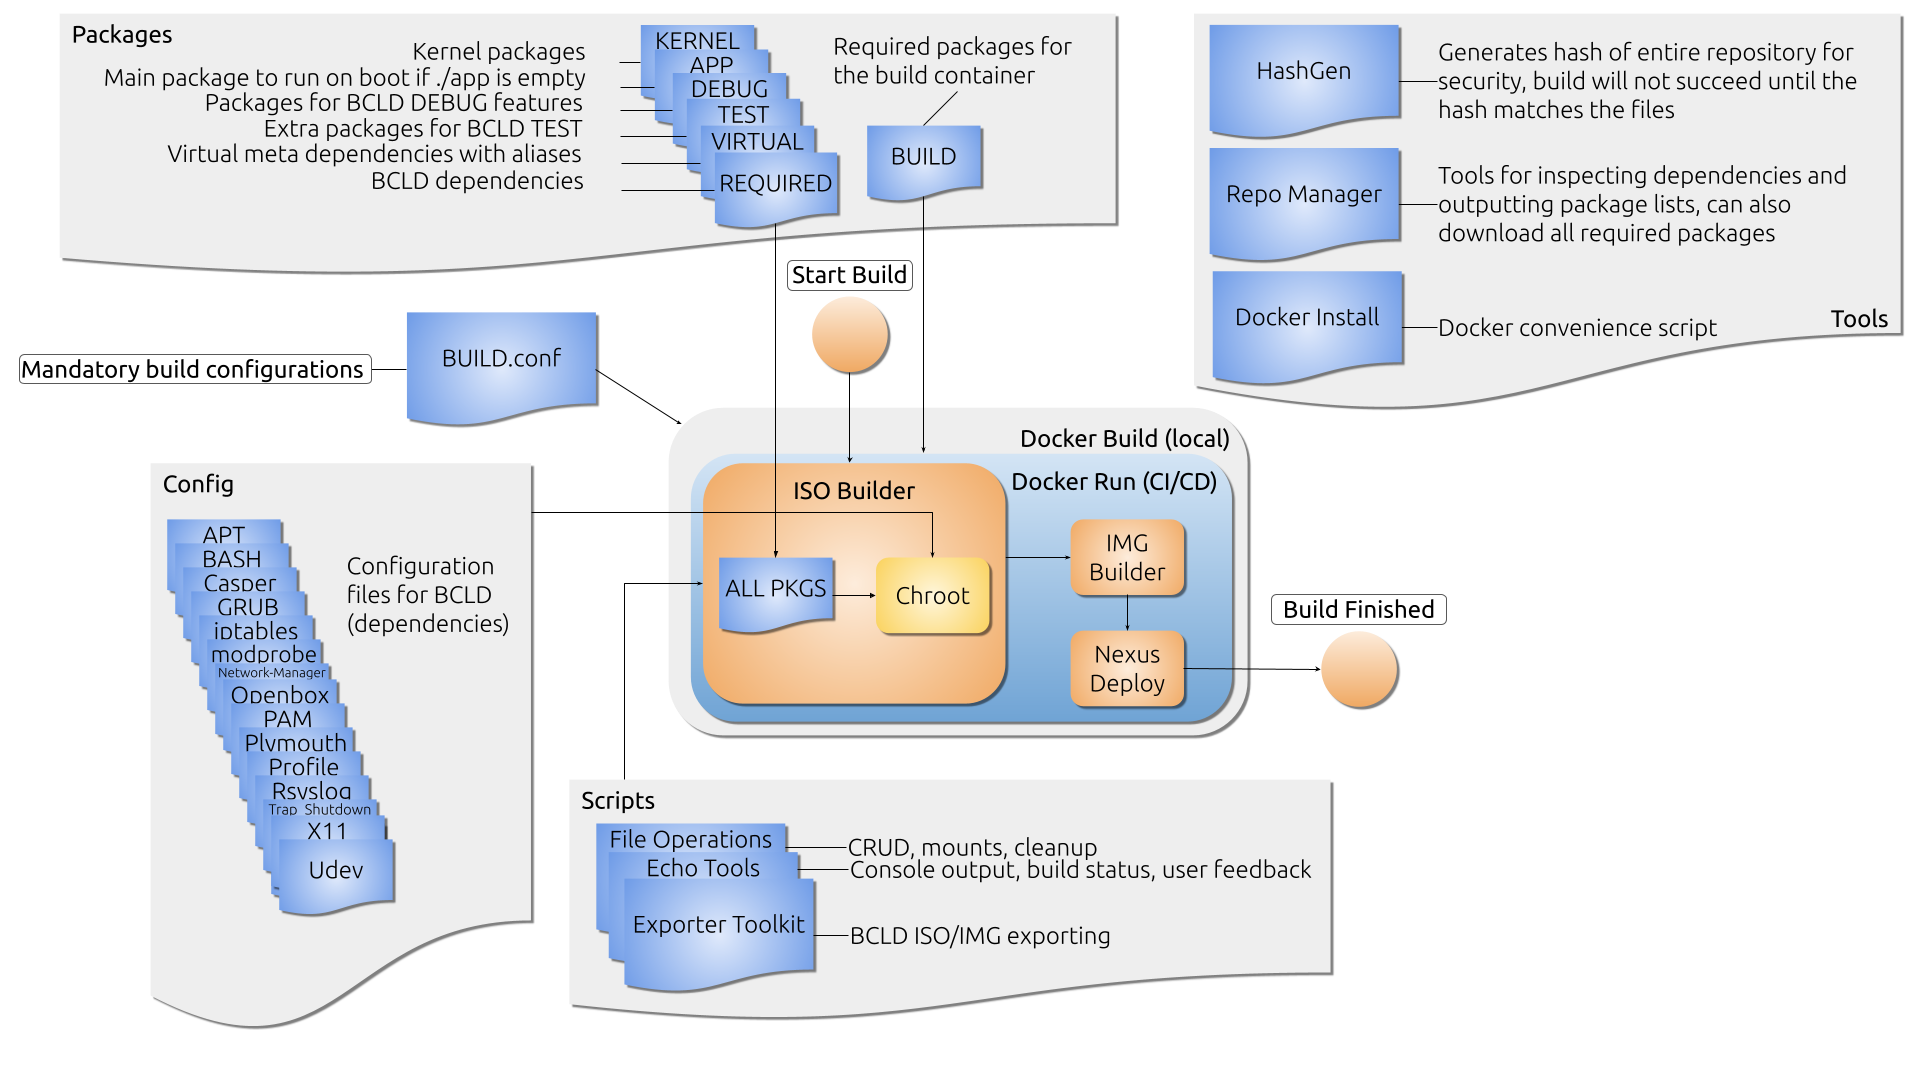 Packages
Kernel packages
Main package to run on boot if ./app is empty
Packages for BCLD DEBUG features
Extra packages for BCLD TEST
Virtual meta dependencies with aliases
BCLD dependencies
KERNEL
APP
DEBUG
TEST
VIRTUAL
REQUIRED
Required packages for
the build container
BUILD
HashGen
Generates hash of entire repository for
security, build will not succeed until the
hash matches the files
Repo Manager
Tools for inspecting dependencies and
outputting package lists, can also
download all required packages
Docker Install
Docker convenience script
Tools
Start Build
Mandatory build configurations
BUILD.conf
Docker Build (local)
Docker Run (CI/CD)
ISO Builder
ALL PKGS
Chroot
IMG
Builder
Nexus
Deploy
Build Finished
Config
APT
BASH
Casper
GRUB
iptables
modprobe
Network-Manager
Openbox
PAM
Plymouth
Profile
Rsyslog
Trap_Shutdown
X11
Udev
Configuration
files for BCLD
(dependencies)
Scripts
File Operations
Echo Tools
Exporter Toolkit
CRUD, mounts, cleanup
Console output, build status, user feedback
BCLD ISO/IMG exporting